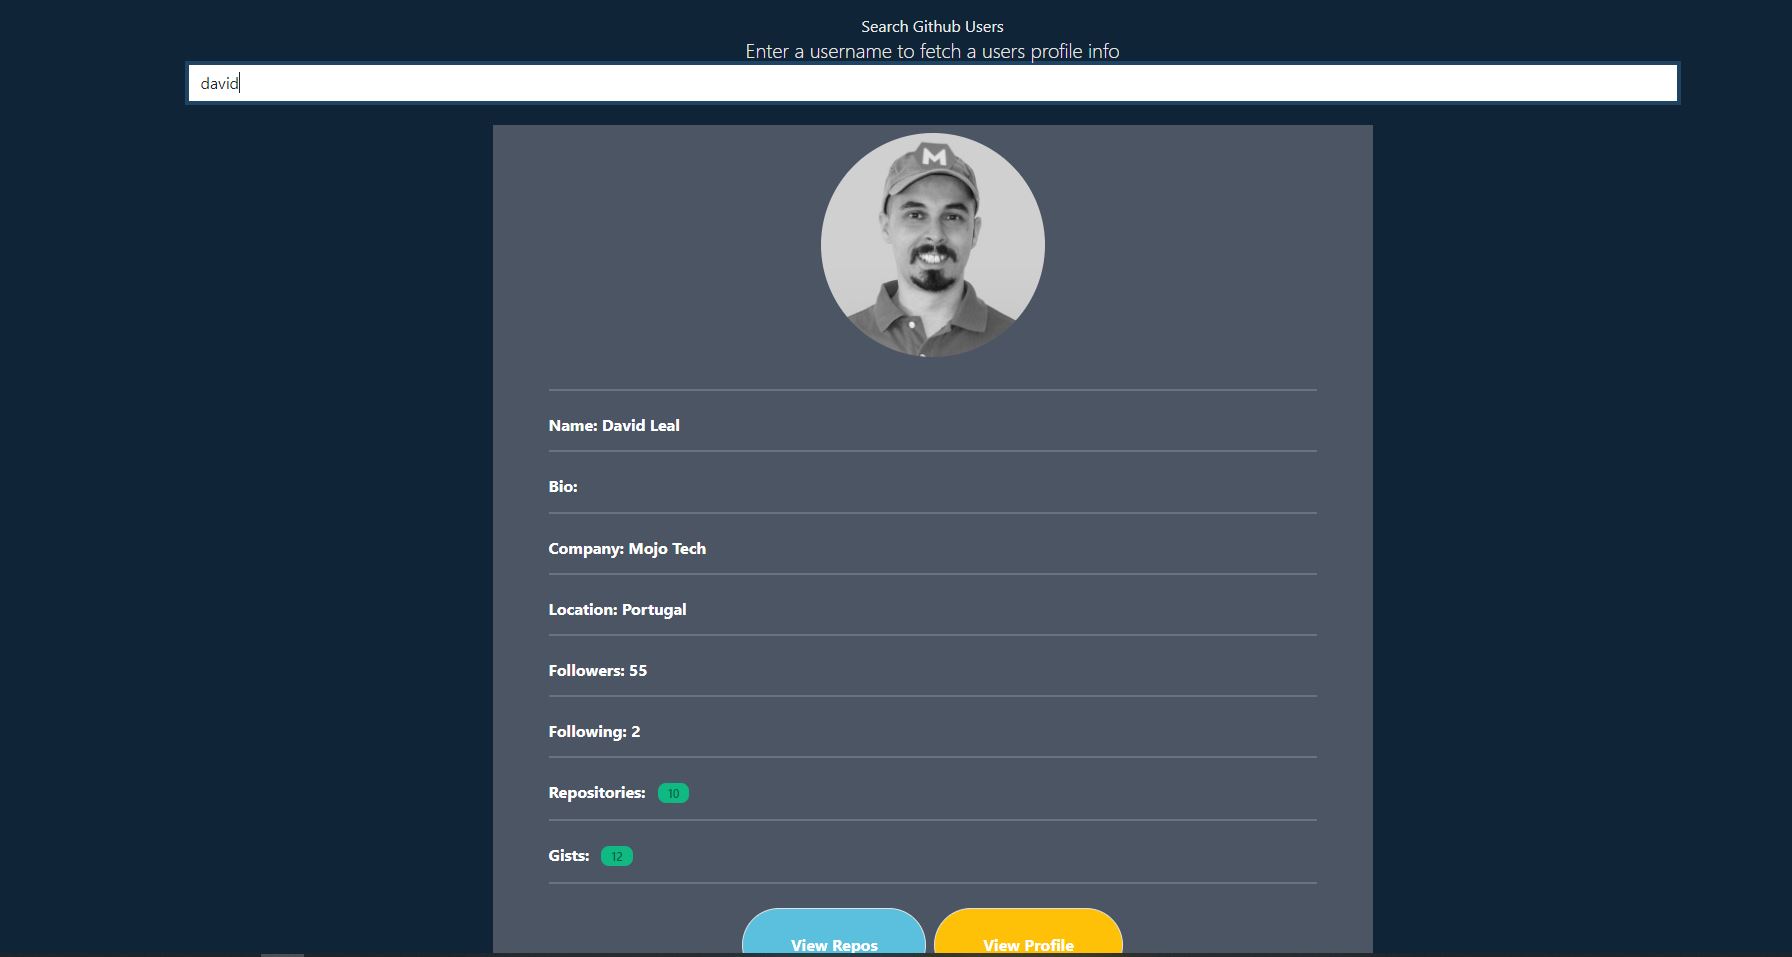 Search Github Users
Enter a username to fetch a users profile info
david
M
Name: David Leal
Bio:
Company: Mojo Tech
Location: Portugal
Followers: 55
Following: 2
Repositories: 10
Gists: 12
View Repos View Profile